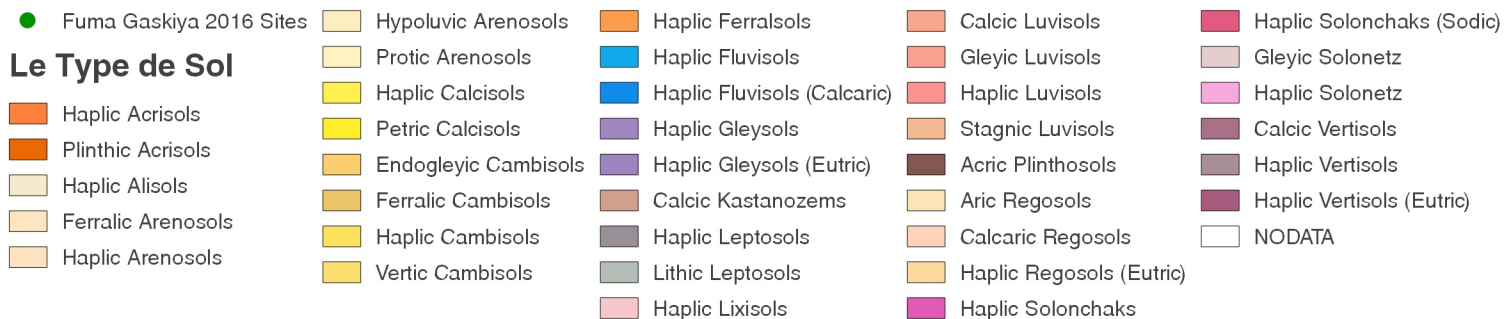 Fuma Gaskiya 2016 Sites
Le Type de Sol
Haplic Acrisols
Plinthic Acrisols
Haplic Alisols
Ferralic Arenosols
Haplic Arenosols
Hypoluvic Arenosols
Protic Arenosols
Haplic Calcisols
Petric Calcisols
Endogleyic Cambisols
Ferralic Cambisols
Haplic Cambisols
Vertic Cambisols
Haplic Ferralsols
Haplic Fluvisols
Haplic Fluvisols (Calcaric)
Haplic Gleysols
Haplic Gleysols (Eutric)
Calcic Kastanozems
Haplic Leptosols
Lithic Leptosols
Haplic Lixisols
Calcic Luvisols
Gleyic Luvisols
Haplic Luvisols
Stagnic Luvisols
Acric Plinthosols
Aric Regosols
Calcaric Regosols
Haplic Regosols (Eutric)
Haplic Solonchaks
Haplic Solonchaks (Sodic)
Gleyic Solonetz
Haplic Solonetz
Calcic Vertisols
Haplic Vertisols
Haplic Vertisols (Eutric)
NODATA